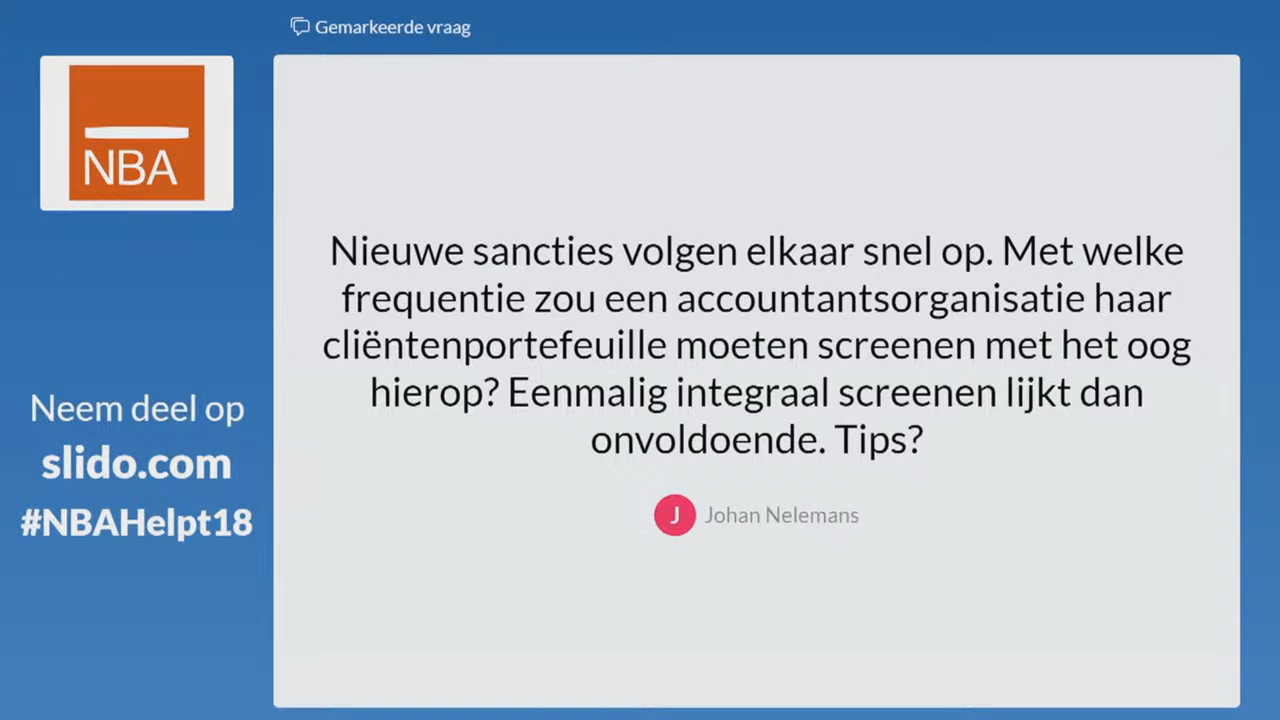 Gemarkeerde vraag
NBA
Nieuwe sancties volgen elkaar snel op. Met welke
frequentie zou een accountantsorganisatie haar
cliëntenportefeuille moeten screenen met het oog
hierop? Eenmalig integraal screenen lijkt dan
onvoldoende. Tips?
J Johan Nelemans
Neem deel op
slido.com
#NBAHelpt18